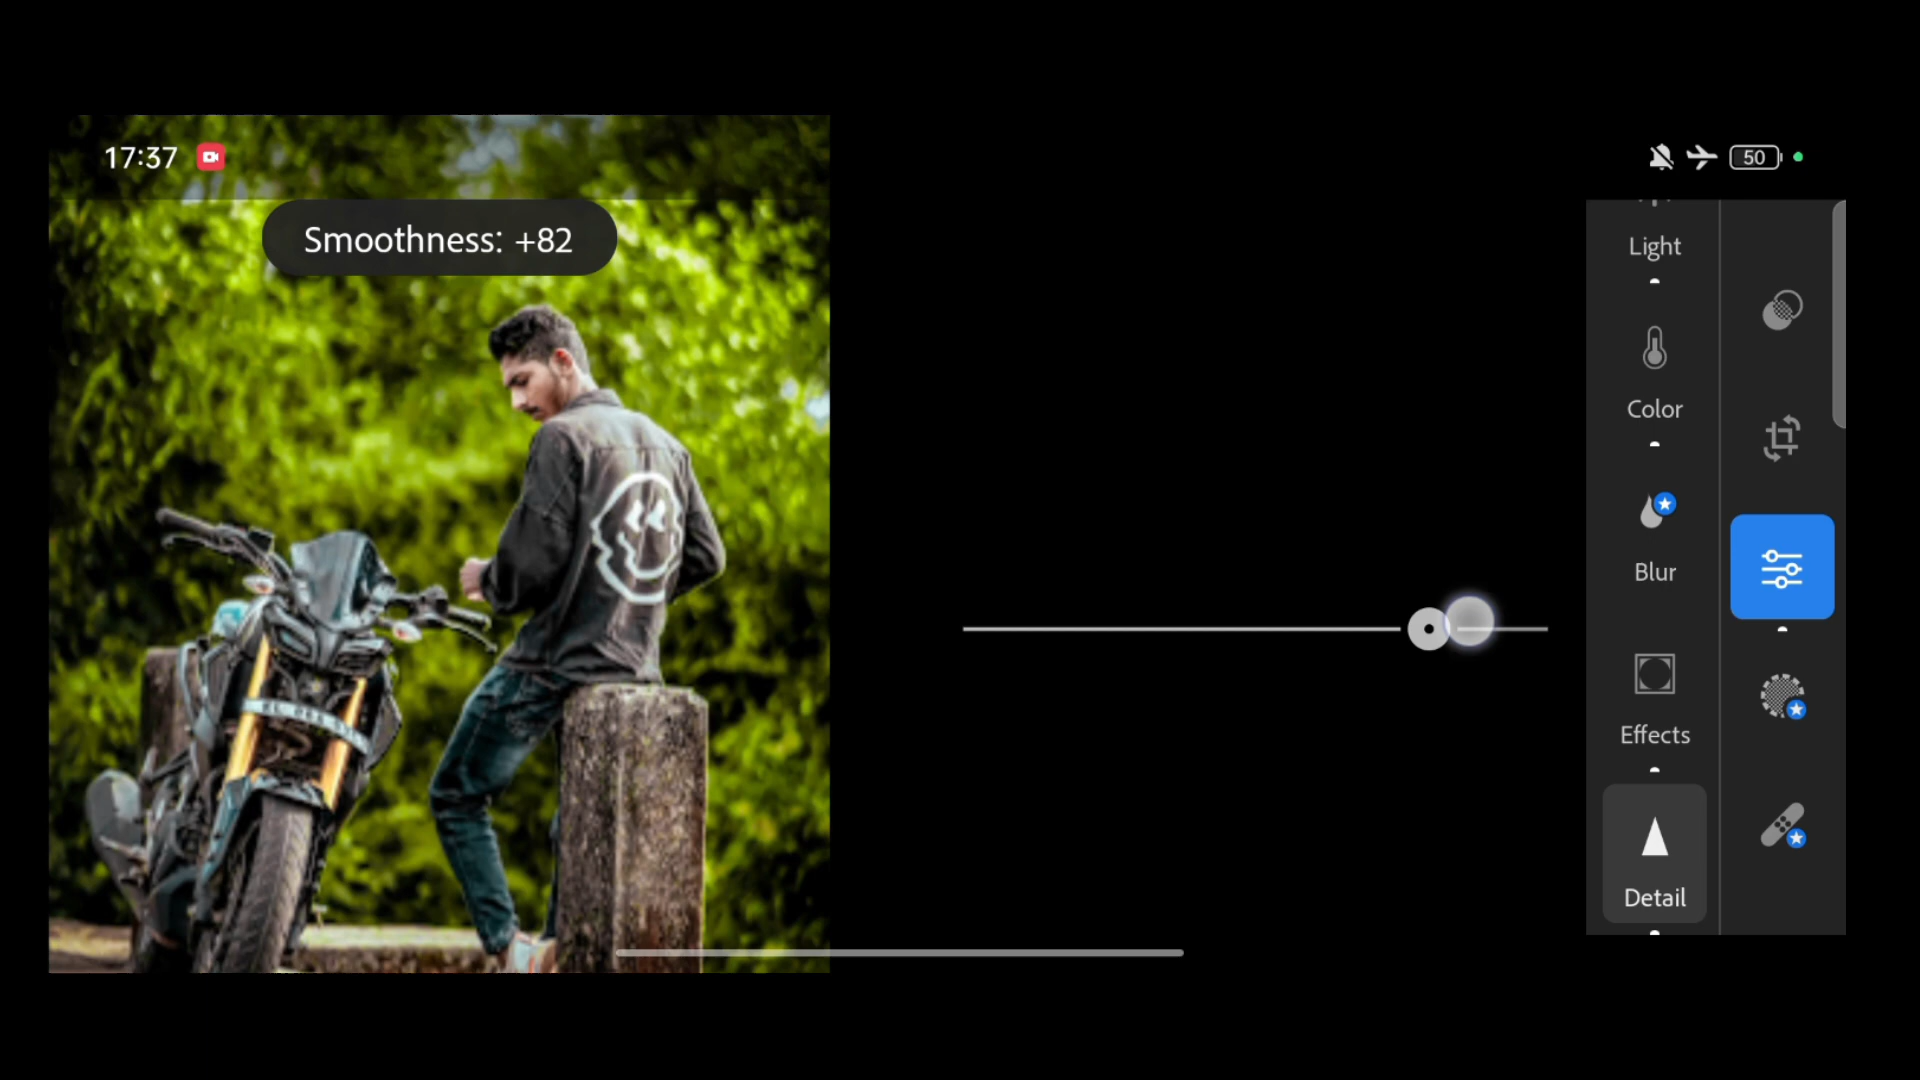 17:37
50
Smoothness: +82
Light
Color
Blur
Effects
Detail